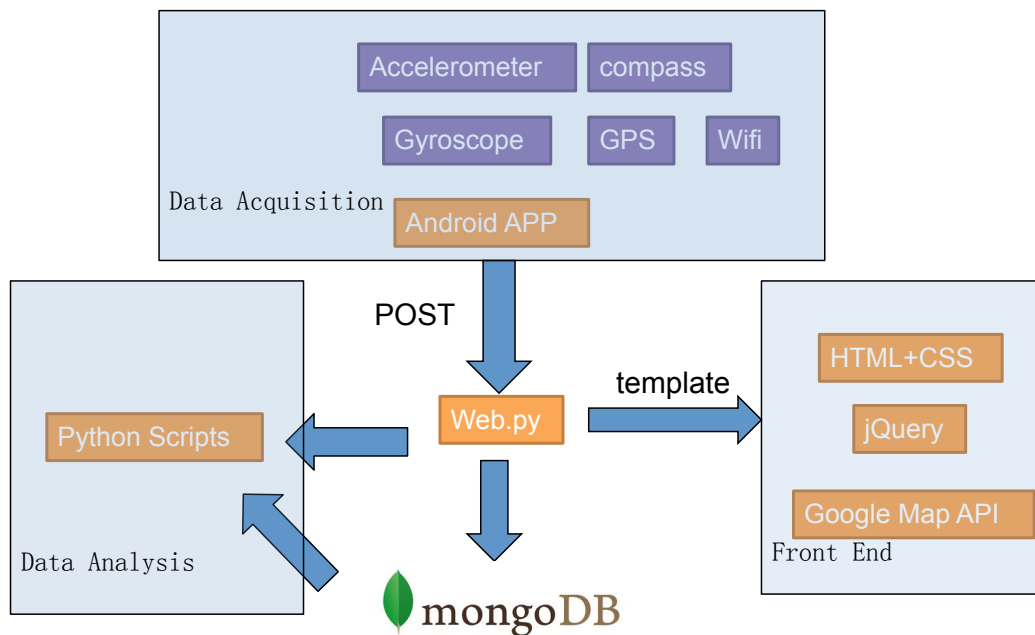 Accelerometer
compass
Gyroscope
GPS
Wifi
Data Acquisition
Android APP
POST
HTML+CSS
template
Web.py
jQuery
Python Scripts
Google Map API
Data Analysis
Front End
mongoDB